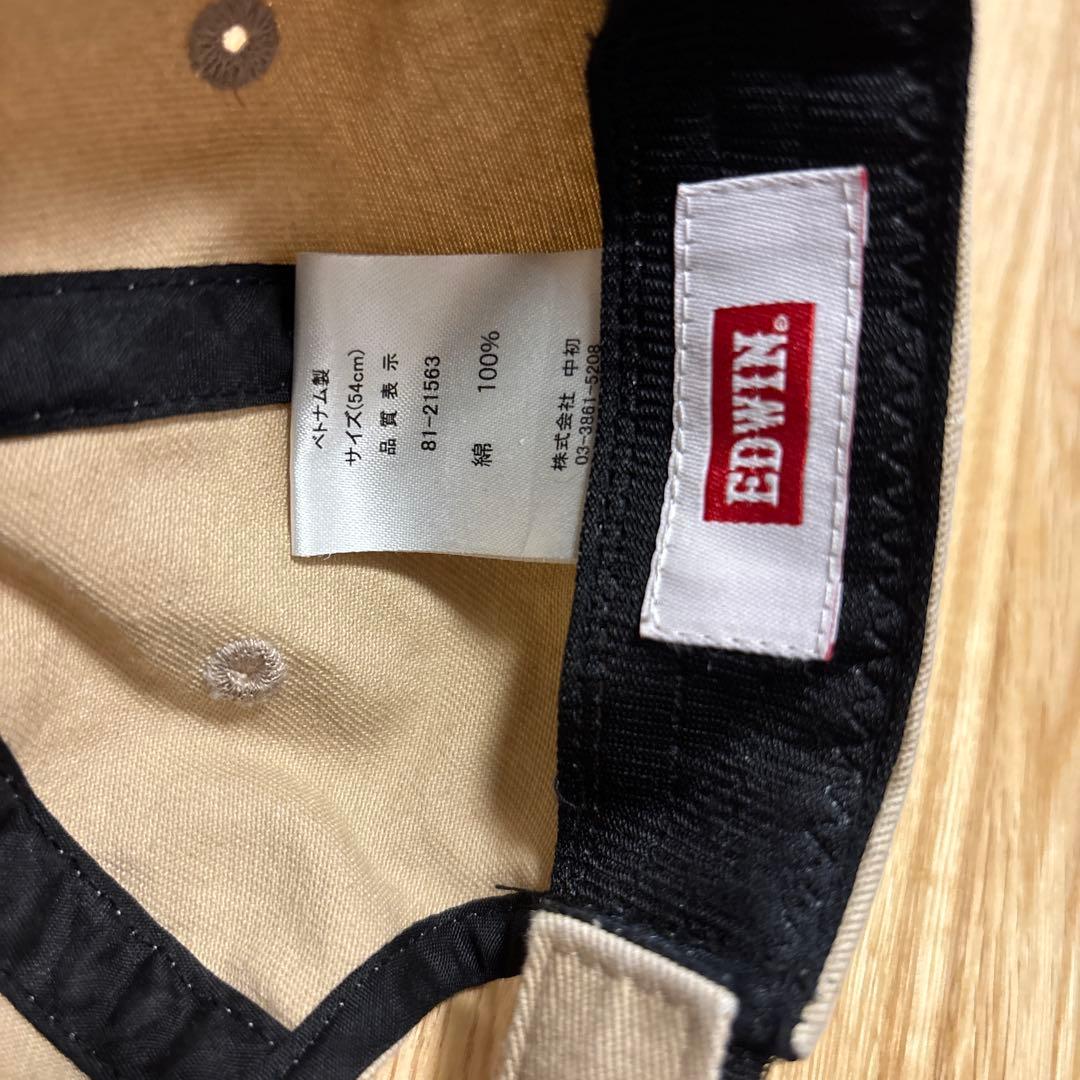 ベトナム製
サイズ(54cm)
品質表示
81-21563
綿 100%
株式会社 中初
03-3861-5208
EDWIN.